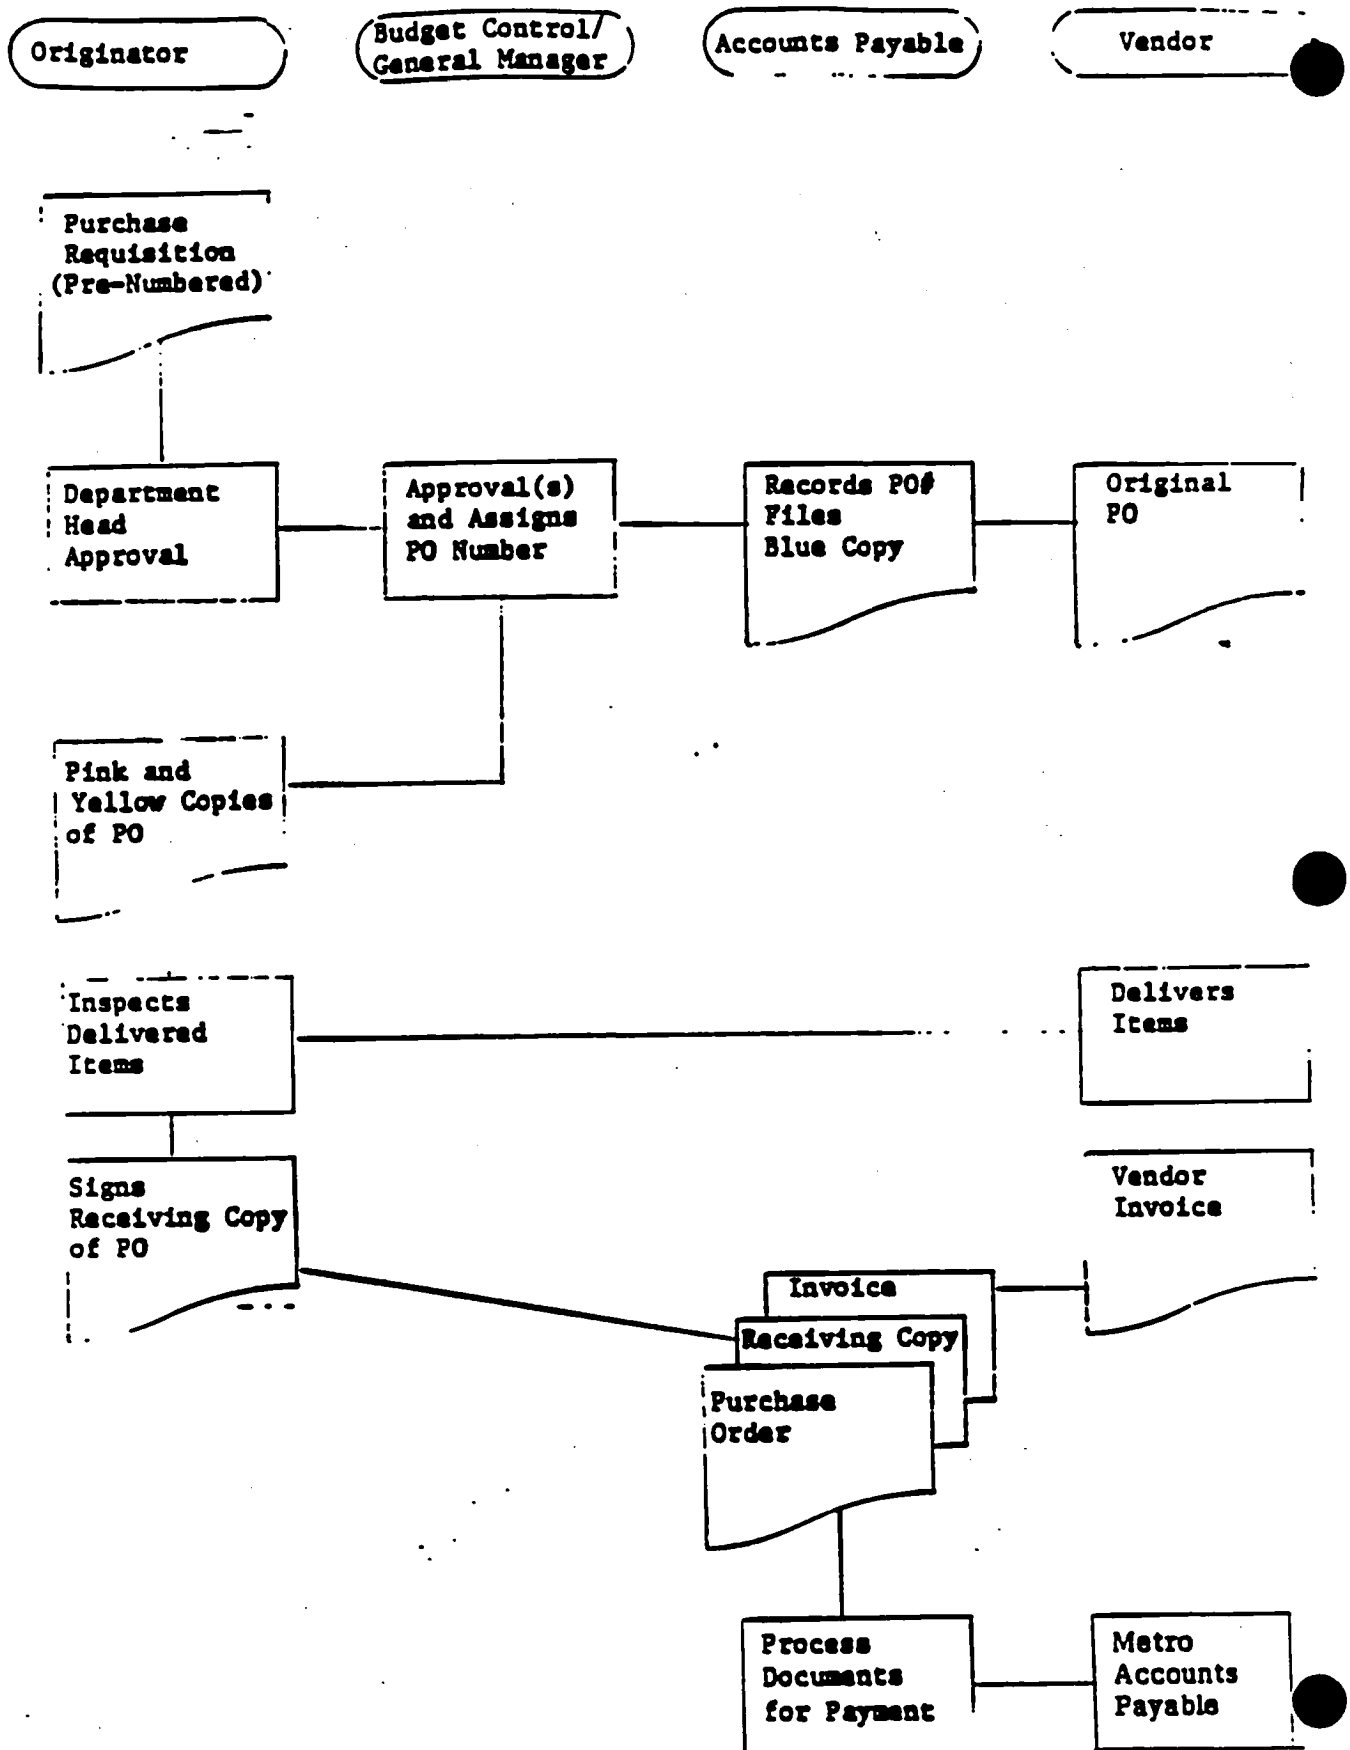 Originator
Budget Control/
General Manager
Accounts Payable
Vendor
Purchase
Requisition
(Pre-Numbered)
Department
Head
Approval
Approval(s)
and Assigns
PO Number
Records PO#
Files
Blue Copy
Original
PO
Pink and
Yellow Copies
of PO
Inspects
Delivered
Items
Delivers
Items
Signs
Receiving Copy
of PO
Vendor
Invoice
Invoice
Receiving Copy
Purchase
Order
Process
Documents
for Payment
Metro
Accounts
Payable